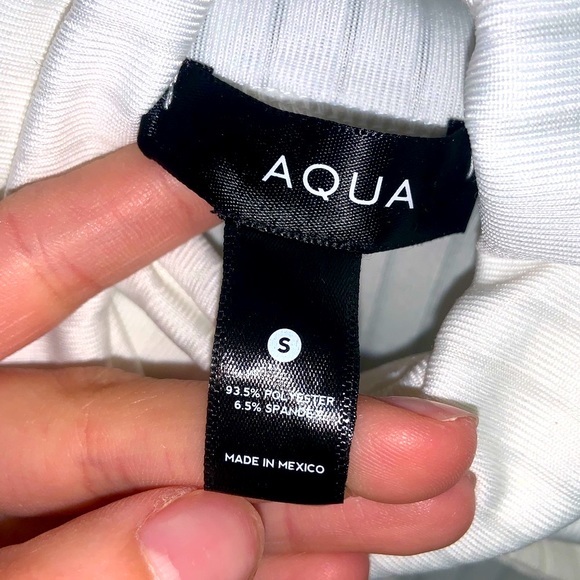 AQUA
S
93.5% POLYESTER
6.5% SPANDEX
MADE IN MEXICO